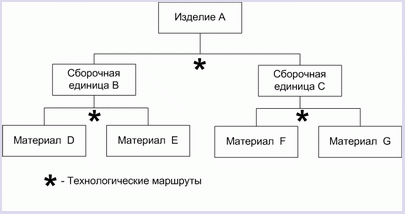 Изделие А
*
Сборочная
единица В
Сборочная
единица С
*
*
Материал D
Материал E
Материал F
Материал G
* - Технологические маршруты